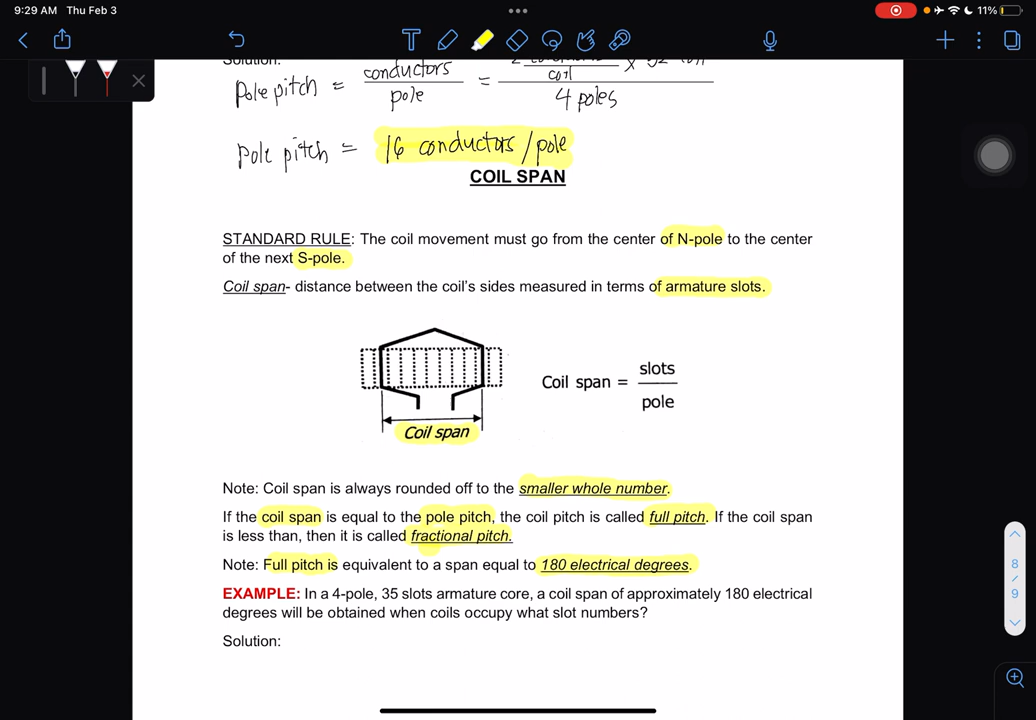 9:29 AM Thu Feb 3
11%
Solution:
conductors
Pole pitch = =
coil
pole
4 poles
Pole pitch = 16 conductors/pole
COIL SPAN
STANDARD RULE: The coil movement must go from the center of N-pole to the center
of the next S-pole.
Coil span- distance between the coil's sides measured in terms of armature slots.
slots
Coil span =
pole
Coil span
Note: Coil span is always rounded off to the smaller whole number.
If the coil span is equal to the pole pitch, the coil pitch is called full pitch. If the coil span
is less than, then it is called fractional pitch.
Note: Full pitch is equivalent to a span equal to 180 electrical degrees.
8
/
9
EXAMPLE: In a 4-pole, 35 slots armature core, a coil span of approximately 180 electrical
degrees will be obtained when coils occupy what slot numbers?
Solution: